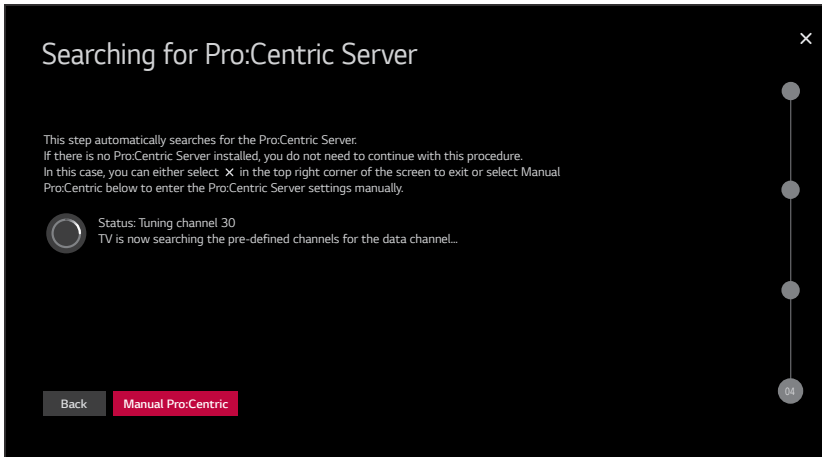 Searching for Pro:Centric Server
This step automatically searches for the Pro:Centric Server.
If there is no Pro:Centric Server installed, you do not need to continue with this procedure.
In this case, you can either select × in the top right corner of the screen to exit or select Manual
Pro:Centric below to enter the Pro:Centric Server settings manually.
Status: Tuning channel 30
TV is now searching the pre-defined channels for the data channel...
04
Back
Manual Pro:Centric